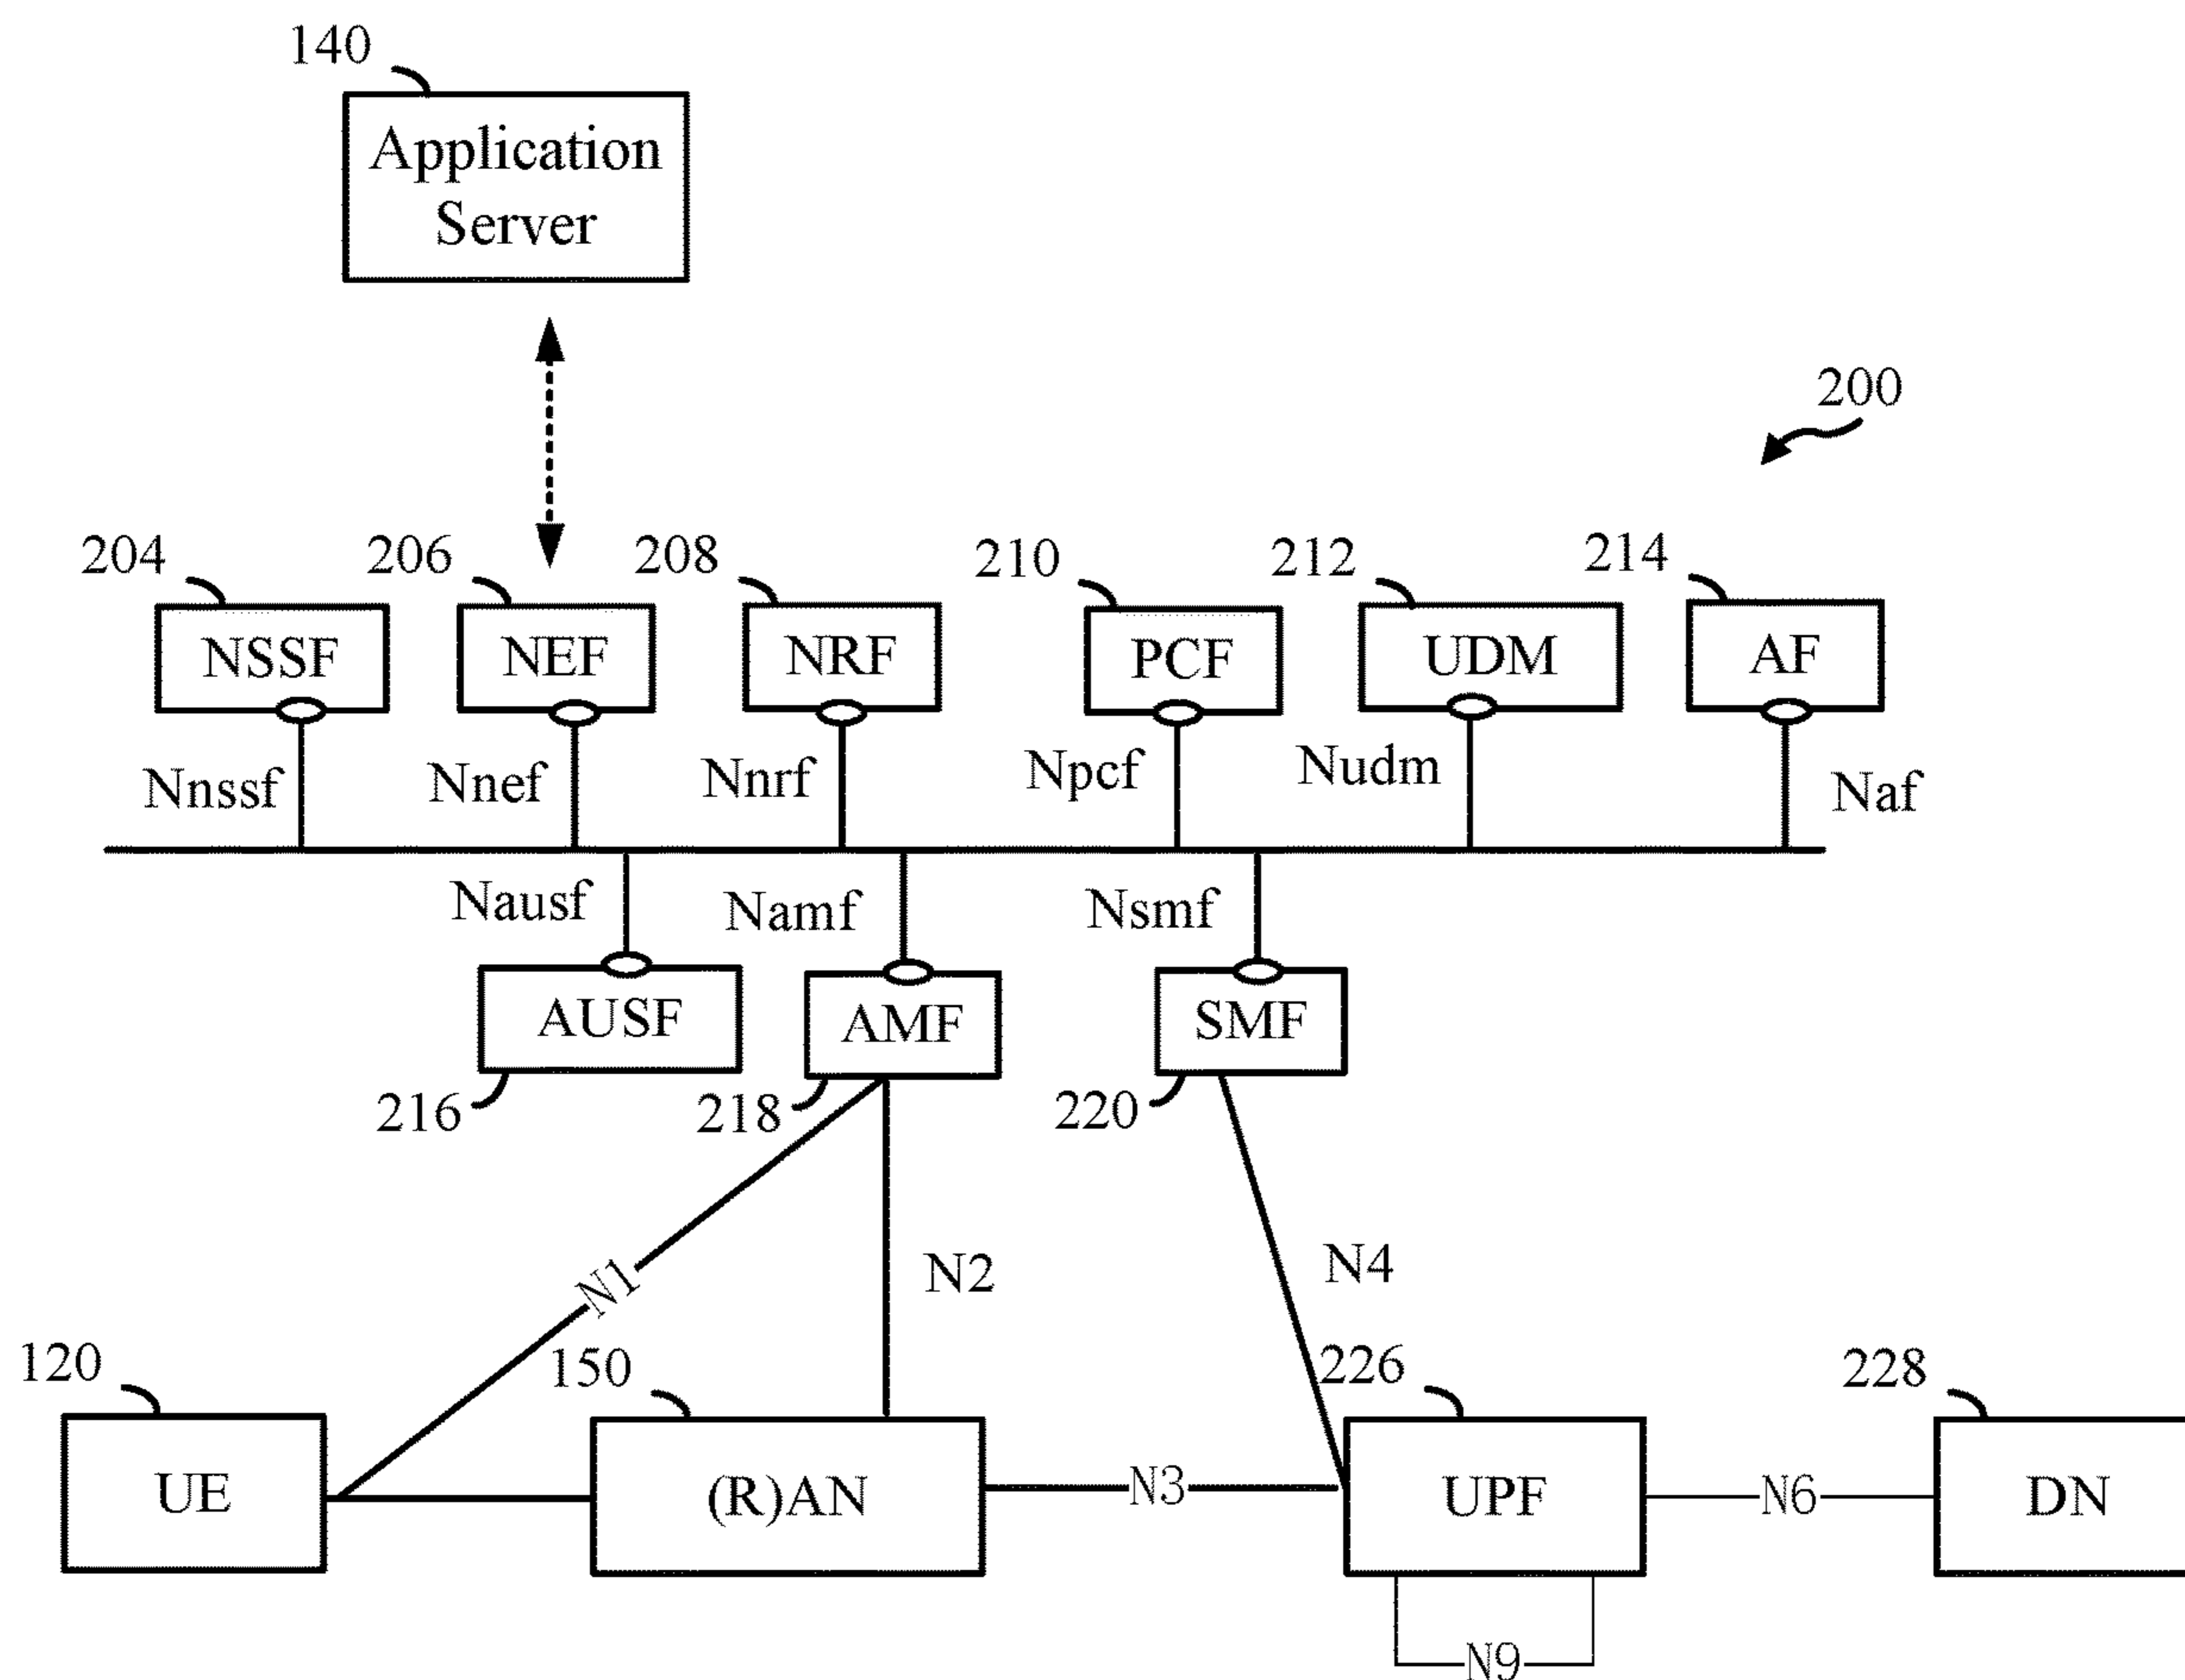 140
Application
Server
200
204
206
208
210
212
214
NSSF
NEF
NRF
PCF
UDM
AF
Nnssf
Nnef
Nnrf
Npcf
Nudm
Naf
Nausf
Namf
Nsmf
AUSF
AMF
SMF
216
218
220
N1
N2
N4
120
150
226
228
UE
(R)AN
N3
UPF
N6
DN
N9